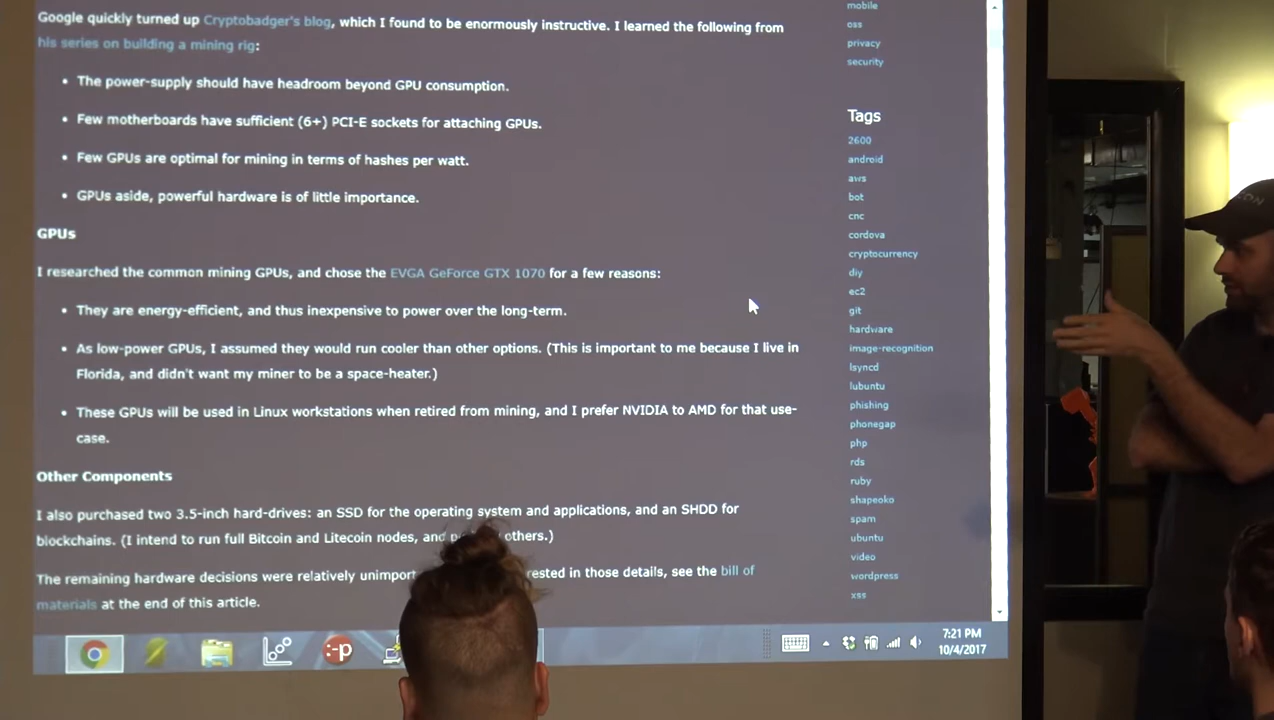 Google quickly turned up Cryptobadger's blog, which I found to be enormously instructive. I learned the following from
his series on building a mining rig:
• The power-supply should have headroom beyond GPU consumption.
• Few motherboards have sufficient (6+) PCI-E sockets for attaching GPUs.
• Few GPUs are optimal for mining in terms of hashes per watt.
• GPUs aside, powerful hardware is of little importance.
GPUs
I researched the common mining GPUs, and chose the EVGA GeForce GTX 1070 for a few reasons:
• They are energy-efficient, and thus inexpensive to power over the long-term.
• As low-power GPUs, I assumed they would run cooler than other options. (This is important to me because I live in
Florida, and didn't want my miner to be a space-heater.)
• These GPUs will be used in Linux workstations when retired from mining, and I prefer NVIDIA to AMD for that use-
case.
Other Components
I also purchased two 3.5-inch hard-drives: an SSD for the operating system and applications, and an SHDD for
blockchains. (I intend to run full Bitcoin and Litecoin nodes, and others.)
The remaining hardware decisions were relatively in those details, see the bill of
materials at the end of this article.
mobile
oss
privacy
security
Tags
2600
android
aws
bot
cnc
cordova
cryptocurrency
diy
ec2
git
hardware
image-recognition
lsyncd
lubuntu
phishing
phonegap
php
rds
ruby
shapeoko
spam
ubuntu
video
wordpress
xss
:-p
7:21 PM
10/4/2017